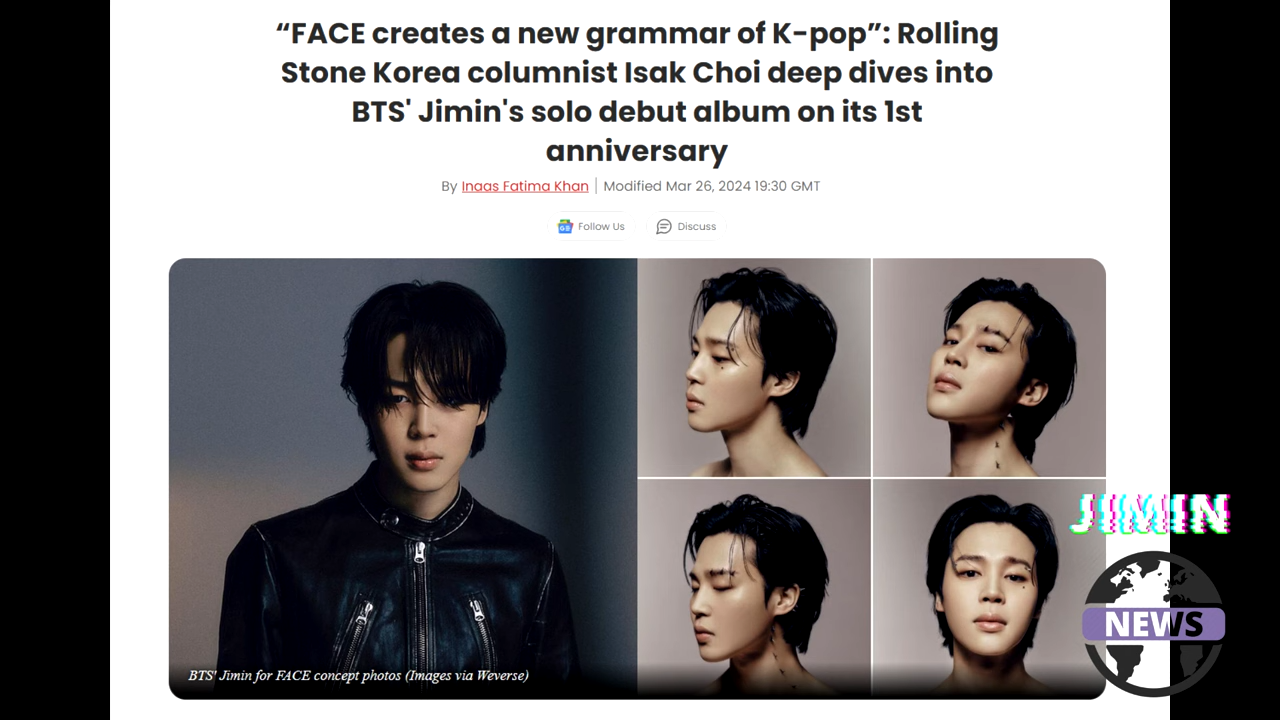 “FACE creates a new grammar of K-pop”: Rolling
Stone Korea columnist Isak Choi deep dives into
BTS' Jimin's solo debut album on its 1st
anniversary
By Inaas Fatima Khan | Modified Mar 26, 2024 19:30 GMT
Follow Us
Discuss
BTS' Jimin for FACE concept photos (Images via Weverse)
JIMIN
NEWS